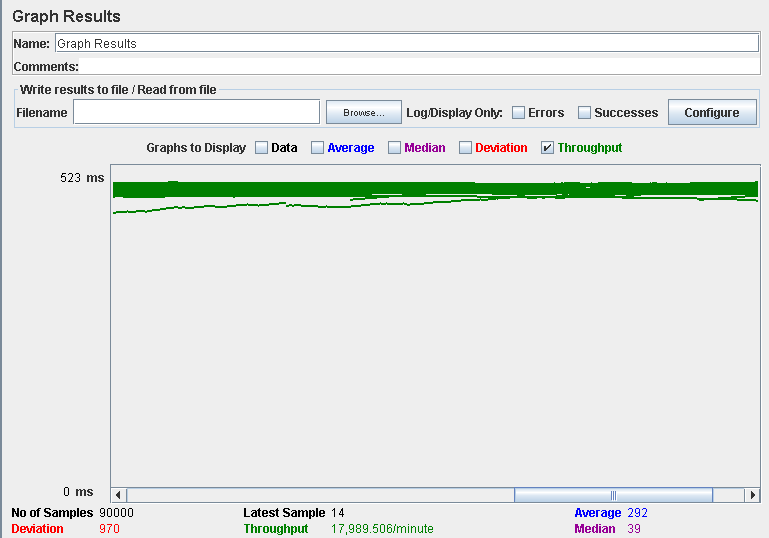 Graph Results
Name: Graph Results
Comments:
Write results to file / Read from file
Filename Browse... Log/Display Only: Errors Successes Configure
Graphs to Display Data Average Median Deviation Throughput
523 ms
0 ms
No of Samples 90000 Latest Sample 14 Average 292
Deviation 970 Throughput 17,989.506/minute Median 39